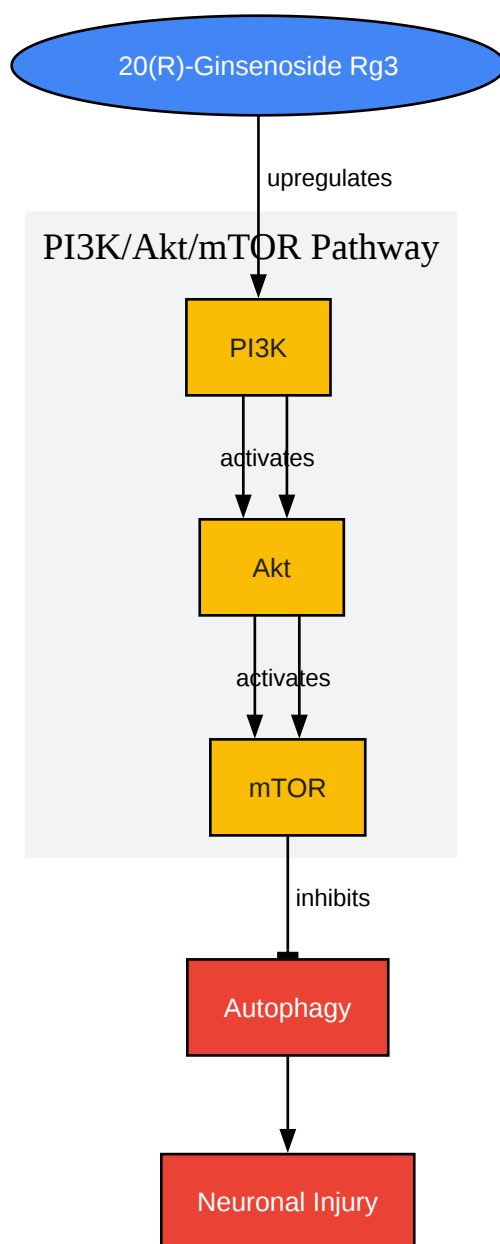 20(R)-Ginsenoside Rg3
upregulates
PI3K/Akt/mTOR Pathway
PI3K
activates
Akt
activates
mTOR
inhibits
Autophagy
Neuronal Injury